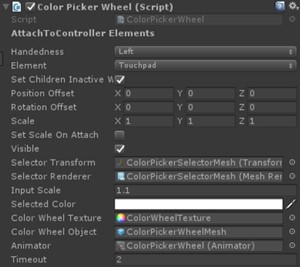 Color Picker Wheel (Script)
Script ColorPickerWheel
AttachToController Elements
Handedness Left
Element Touchpad
Set Children Inactive W
Position Offset X 0 Y 0 Z 0
Rotation Offset X 0 Y 0 Z 0
Scale X 1 Y 1 Z 1
Set Scale On Attach
Visible
Selector Transform ColorPickerSelectorMesh (Transfor
Selector Renderer ColorPickerSelectorMesh (Mesh Ren
Input Scale 1.1
Selected Color
Color Wheel Texture ColorWheelTexture
Color Wheel Object ColorPickerWheelMesh
Animator ColorPickerWheel (Animator)
Timeout 2